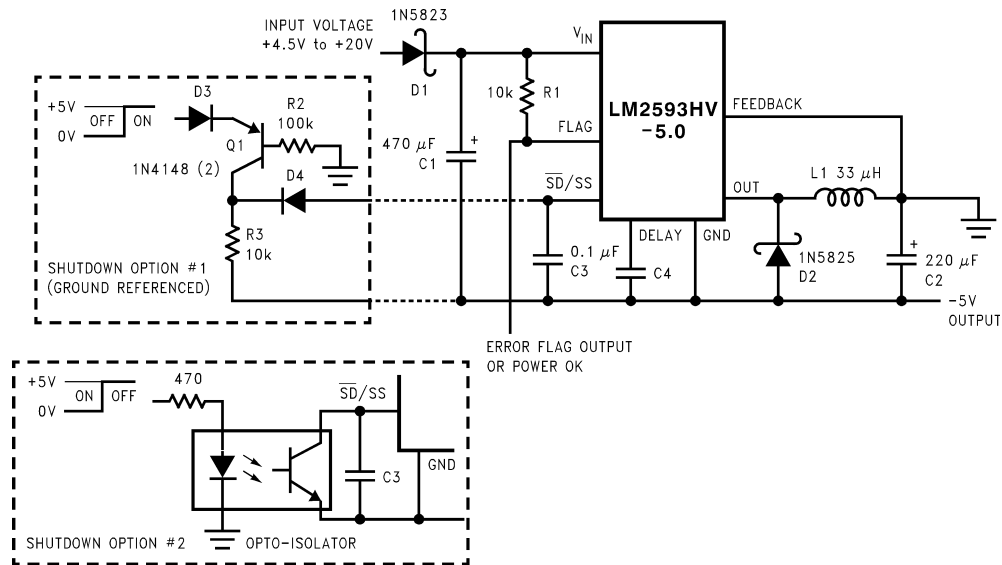 1N5823
INPUT VOLTAGE
+4.5V to +20V
D1
VIN
10k
R1
FLAG
LM2593HV
-5.0
FEEDBACK
+5V
OFF
ON
0V
D3
R2
100k
Q1
1N4148 (2)
D4
R3
10k
SHUTDOWN OPTION #1
(GROUND REFERENCED)
470 μF
+
C1
SD/SS
0.1 μF
C3
DELAY
GND
C4
OUT
L1 33 μH
1N5825
D2
+
220 μF
C2
-5V
OUTPUT
ERROR FLAG OUTPUT
OR POWER OK
+5V
ON
OFF
0V
470
SD/SS
GND
C3
SHUTDOWN OPTION #2
OPTO-ISOLATOR